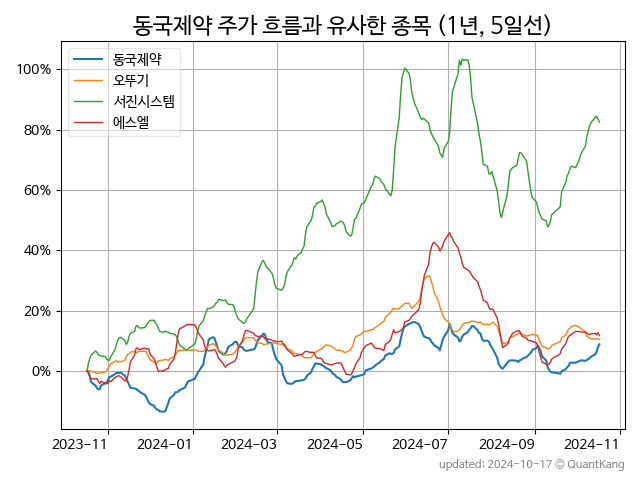 동국제약 주가 흐름과 유사한 종목 (1년, 5일선)
동국제약
오뚜기
서진시스템
에스엘
100%
80%
60%
40%
20%
0%
2023-11 2024-01 2024-03 2024-05 2024-07 2024-09 2024-11
updated: 2024-10-17 © QuantKang